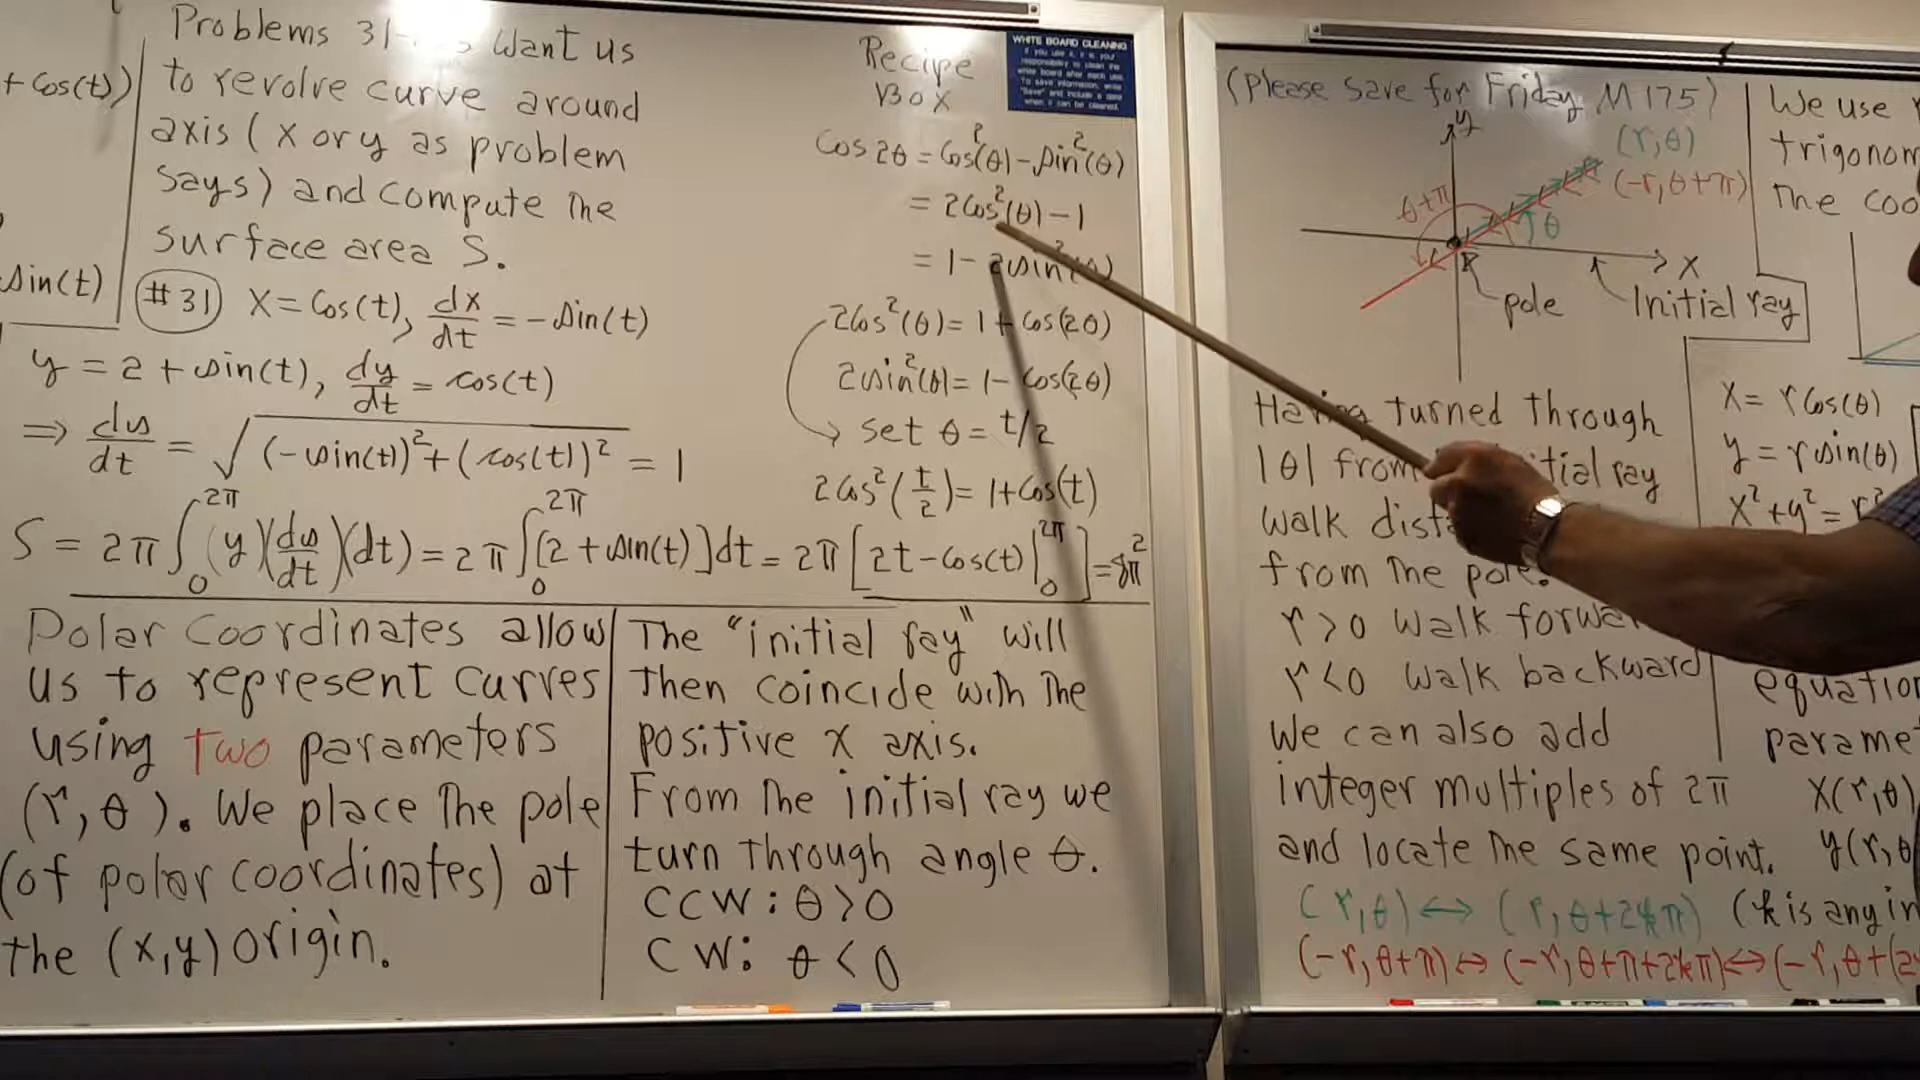 + Cos(t))
Sin(t)
Problems 31- Want us
to revolve curve around
axis (x or y as problem
says) and compute the
surface area S.
#31 X = Cos(t), dx/dt = -Sin(t)
y = 2 + sin(t), dy/dt = cos(t)
⇒ ds/dt = √((-sin(t))² + (cos(t))²) = 1
S = 2π ∫₀^2π (y)(ds/dt)(dt) = 2π ∫₀^2π [2 + sin(t)]dt = 2π [2t - Cos(t) |₀^2π] = 8π²
Recipe
Box
Cos 2θ = Cos²(θ) - Sin²(θ)
= 2Cos²(θ) - 1
= 1 - 2sin²(θ)
2Cos²(θ) = 1 + Cos(2θ)
2sin²(θ) = 1 - Cos(2θ)
set θ = t/2
2Cos²(t/2) = 1 + Cos(t)
WHITE BOARD CLEANING
Polar Coordinates allow
us to represent curves
using two parameters
(r, θ). We place the pole
(of polar coordinates) at
the (x,y) origin.
The "initial ray" will
then coincide with the
positive x axis.
From the initial ray we
turn through angle θ.
CCW: θ > 0
CW: θ < 0
(Please save for Friday M175)
y
(r,θ)
(-r, θ+π)
θ+π
θ
X
pole
Initial ray
Having turned through
|θ| from initial ray
walk
from the pole.
r > 0 walk
r < 0 walk backward
We can also add
integer multiples of 2π
and locate the same point.
(r,θ) ↔ (r, θ+2kπ) (k is any in
(-r, θ+π) ↔ (-r, θ+π+2kπ) ↔ (-r, θ+(2
We use
trigonom
the coo
X = r Cos(θ)
y = r sin(θ)
x² + y² = r²
equation
parame
X(r,θ)
y(r,θ